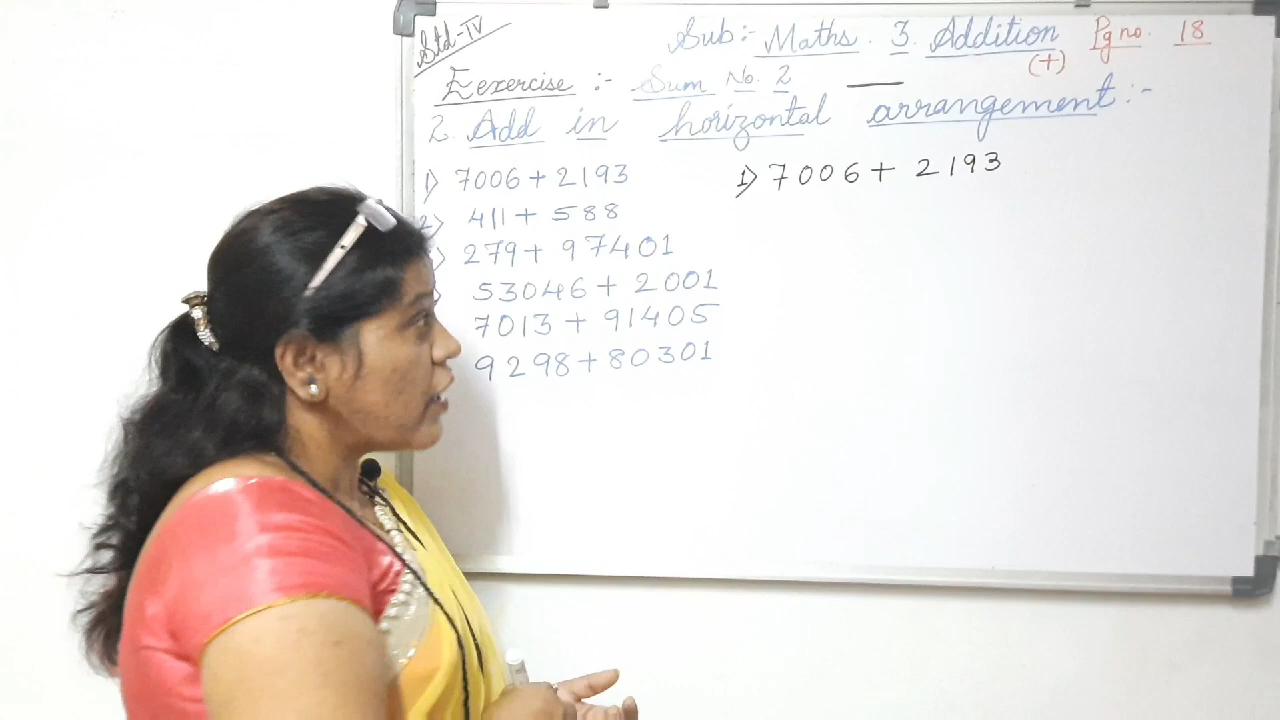 Std-IV
Sub:- Maths. 3. Addition Pg no. 18
(+)
Eexercise :- Sum No. 2
2. Add in horizontal arrangement:-
1) 7006 + 2193
2) 411 + 588
) 279 + 97401
53046 + 2001
7013 + 91405
9298 + 80301
1) 7006 + 2193